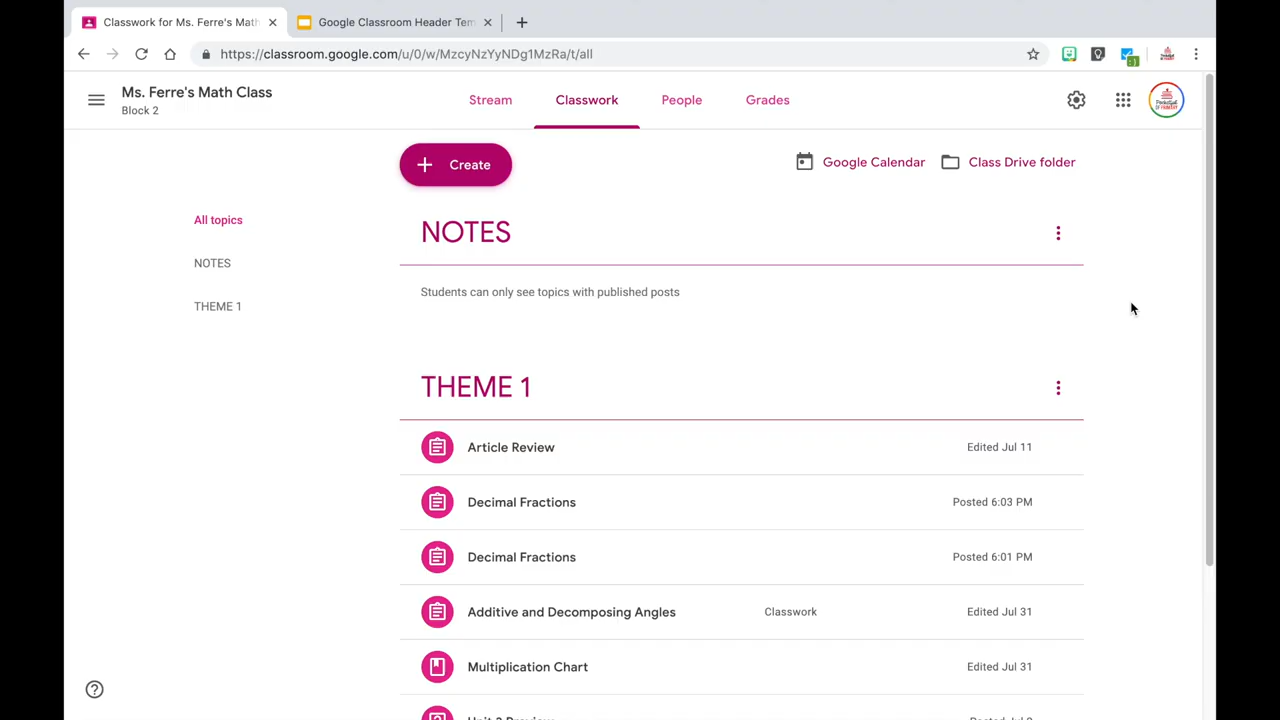 Classwork for Ms. Ferre's Math
Google Classroom Header Tem
https://classroom.google.com/u/0/w/MzcyNzYyNDg1MzRa/t/all
Ms. Ferre's Math Class
Block 2
Stream
Classwork
People
Grades
Create
Google Calendar
Class Drive folder
All topics
NOTES
THEME 1
NOTES
Students can only see topics with published posts
THEME 1
Article Review
Edited Jul 11
Decimal Fractions
Posted 6:03 PM
Decimal Fractions
Posted 6:01 PM
Additive and Decomposing Angles
Classwork
Edited Jul 31
Multiplication Chart
Edited Jul 31